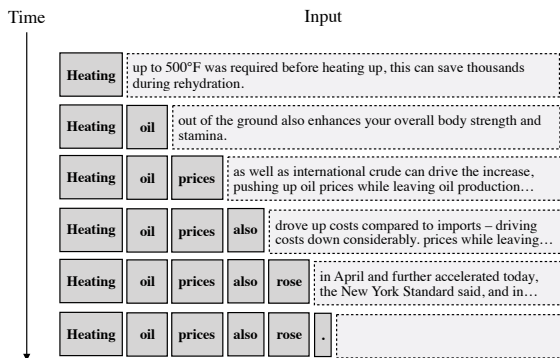 Time Input
Heating up to 500°F was required before heating up, this can save thousands
during rehydration.
Heating oil out of the ground also enhances your overall body strength and
stamina.
Heating oil prices as well as international crude can drive the increase,
pushing up oil prices while leaving oil production…
Heating oil prices also drove up costs compared to imports – driving
costs down considerably. prices while leaving…
Heating oil prices also rose in April and further accelerated today,
the New York Standard said, and in…
Heating oil prices also rose .